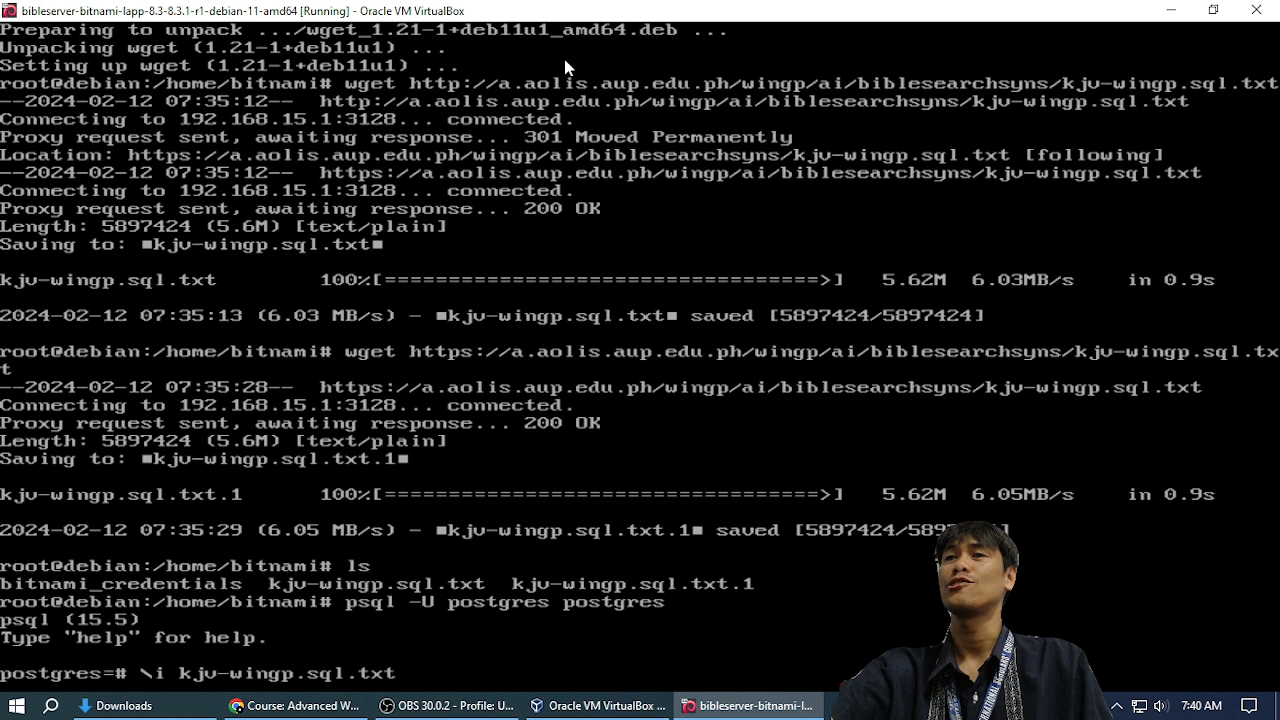 bibleserver-bitnami-lapp-8.3-8.3.1-r1-debian-11-amd64 [Running] - Oracle VM VirtualBox
Preparing to unpack .../wget_1.21-1+deb11u1_amd64.deb ...
Unpacking wget (1.21-1+deb11u1) ...
Setting up wget (1.21-1+deb11u1) ...
root@debian:/home/bitnami# wget http://a.aolis.aup.edu.ph/wingp/ai/biblesearchsyns/kjv-wingp.sql.txt
--2024-02-12 07:35:12--  http://a.aolis.aup.edu.ph/wingp/ai/biblesearchsyns/kjv-wingp.sql.txt
Connecting to 192.168.15.1:3128... connected.
Proxy request sent, awaiting response... 301 Moved Permanently
Location: https://a.aolis.aup.edu.ph/wingp/ai/biblesearchsyns/kjv-wingp.sql.txt [following]
--2024-02-12 07:35:12--  https://a.aolis.aup.edu.ph/wingp/ai/biblesearchsyns/kjv-wingp.sql.txt
Connecting to 192.168.15.1:3128... connected.
Proxy request sent, awaiting response... 200 OK
Length: 5897424 (5.6M) [text/plain]
Saving to: ■kjv-wingp.sql.txt■
kjv-wingp.sql.txt 100%[==================================>] 5.62M 6.03MB/s in 0.9s
2024-02-12 07:35:13 (6.03 MB/s) - ■kjv-wingp.sql.txt■ saved [5897424/5897424]
root@debian:/home/bitnami# wget https://a.aolis.aup.edu.ph/wingp/ai/biblesearchsyns/kjv-wingp.sql.tx
t
--2024-02-12 07:35:28--  https://a.aolis.aup.edu.ph/wingp/ai/biblesearchsyns/kjv-wingp.sql.txt
Connecting to 192.168.15.1:3128... connected.
Proxy request sent, awaiting response... 200 OK
Length: 5897424 (5.6M) [text/plain]
Saving to: ■kjv-wingp.sql.txt.1■
kjv-wingp.sql.txt.1 100%[==================================>] 5.62M 6.05MB/s in 0.9s
2024-02-12 07:35:29 (6.05 MB/s) - ■kjv-wingp.sql.txt.1■ saved [5897424/5897
root@debian:/home/bitnami# ls
bitnami_credentials  kjv-wingp.sql.txt  kjv-wingp.sql.txt.1
root@debian:/home/bitnami# psql -U postgres postgres
psql (15.5)
Type "help" for help.
postgres=# \i kjv-wingp.sql.txt
Downloads Course: Advanced W... OBS 30.0.2 - Profile: U... Oracle VM VirtualBox ... bibleserver-bitnami-l... 7:40 AM